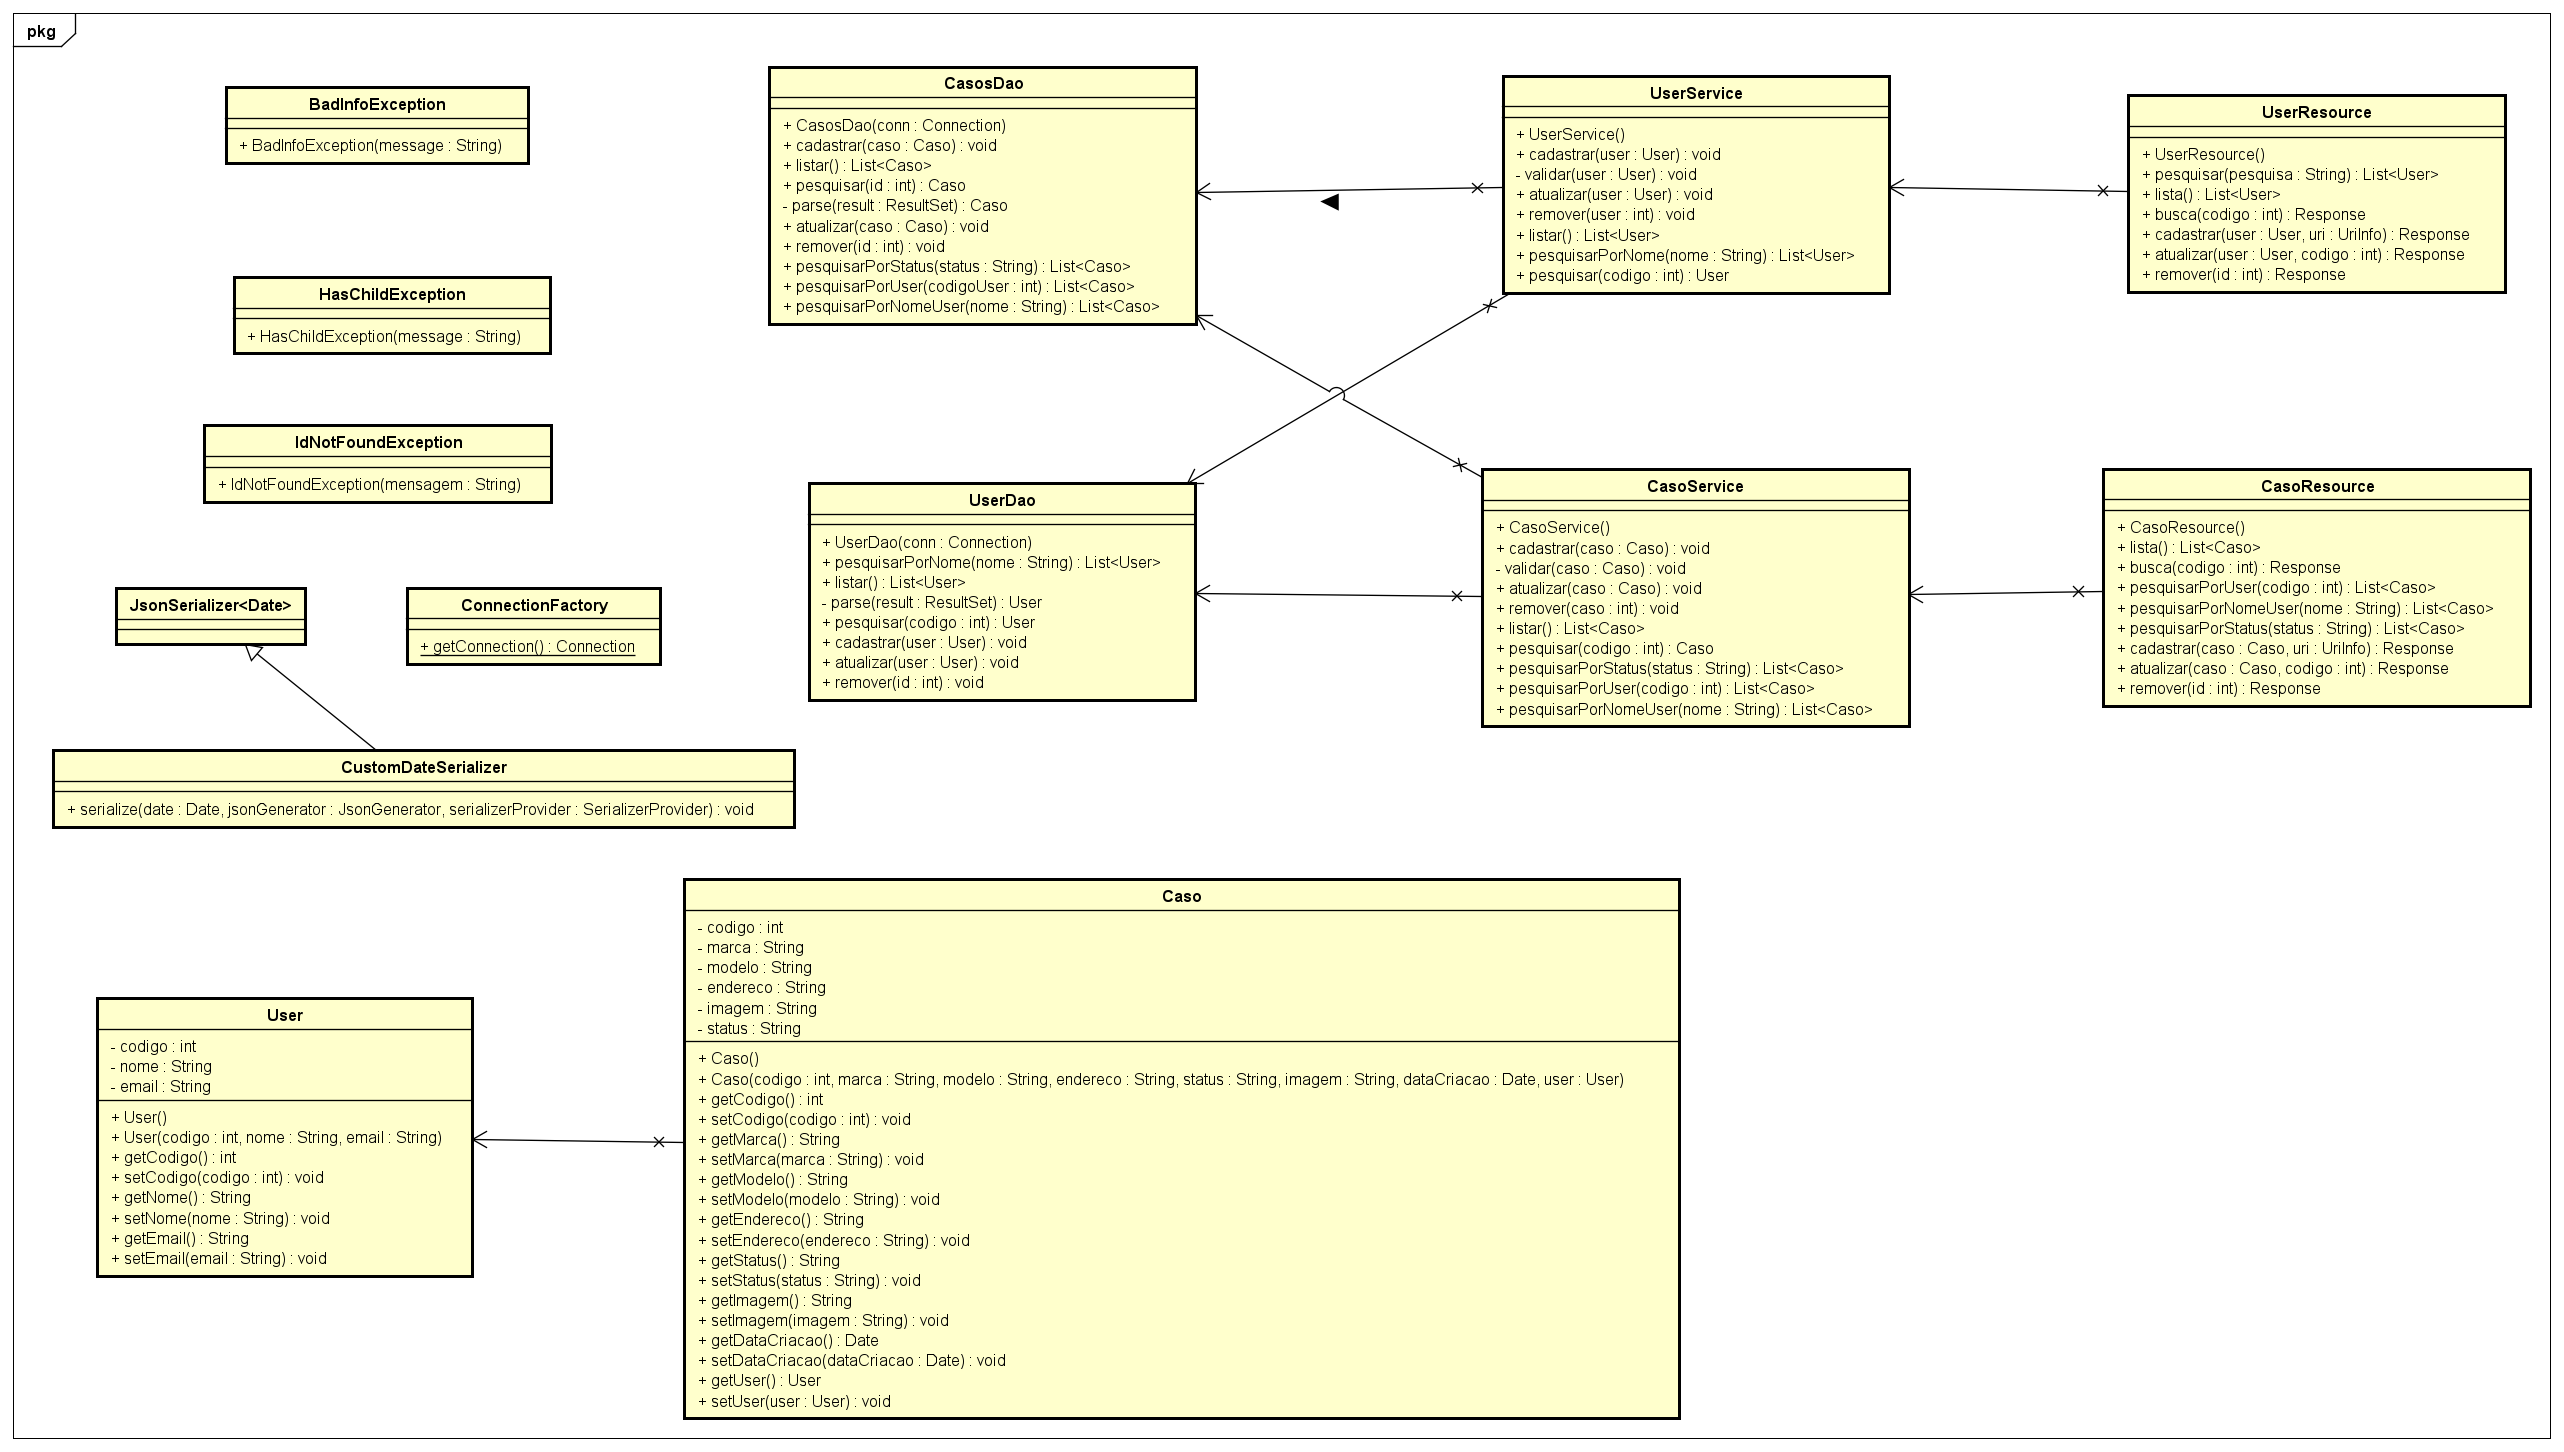 pkg
BadInfoException
+ BadInfoException(message : String)
HasChildException
+ HasChildException(message : String)
IdNotFoundException
+ IdNotFoundException(mensagem : String)
JsonSerializer<Date>
ConnectionFactory
+ getConnection() : Connection
CustomDateSerializer
+ serialize(date : Date, jsonGenerator : JsonGenerator, serializerProvider : SerializerProvider) : void
CasosDao
+ CasosDao(conn : Connection)
+ cadastrar(caso : Caso) : void
+ listar() : List<Caso>
+ pesquisar(id : int) : Caso
- parse(result : ResultSet) : Caso
+ atualizar(caso : Caso) : void
+ remover(id : int) : void
+ pesquisarPorStatus(status : String) : List<Caso>
+ pesquisarPorUser(codigoUser : int) : List<Caso>
+ pesquisarPorNomeUser(nome : String) : List<Caso>
UserService
+ UserService()
+ cadastrar(user : User) : void
- validar(user : User) : void
+ atualizar(user : User) : void
+ remover(user : int) : void
+ listar() : List<User>
+ pesquisarPorNome(nome : String) : List<User>
+ pesquisar(codigo : int) : User
UserResource
+ UserResource()
+ pesquisar(pesquisa : String) : List<User>
+ lista() : List<User>
+ busca(codigo : int) : Response
+ cadastrar(user : User, uri : UriInfo) : Response
+ atualizar(user : User, codigo : int) : Response
+ remover(id : int) : Response
UserDao
+ UserDao(conn : Connection)
+ pesquisarPorNome(nome : String) : List<User>
+ listar() : List<User>
- parse(result : ResultSet) : User
+ pesquisar(codigo : int) : User
+ cadastrar(user : User) : void
+ atualizar(user : User) : void
+ remover(id : int) : void
CasoService
+ CasoService()
+ cadastrar(caso : Caso) : void
- validar(caso : Caso) : void
+ atualizar(caso : Caso) : void
+ remover(caso : int) : void
+ listar() : List<Caso>
+ pesquisar(codigo : int) : Caso
+ pesquisarPorStatus(status : String) : List<Caso>
+ pesquisarPorUser(codigo : int) : List<Caso>
+ pesquisarPorNomeUser(nome : String) : List<Caso>
CasoResource
+ CasoResource()
+ lista() : List<Caso>
+ busca(codigo : int) : Response
+ pesquisarPorUser(codigo : int) : List<Caso>
+ pesquisarPorNomeUser(nome : String) : List<Caso>
+ pesquisarPorStatus(status : String) : List<Caso>
+ cadastrar(caso : Caso, uri : UriInfo) : Response
+ atualizar(caso : Caso, codigo : int) : Response
+ remover(id : int) : Response
User
- codigo : int
- nome : String
- email : String
+ User()
+ User(codigo : int, nome : String, email : String)
+ getCodigo() : int
+ setCodigo(codigo : int) : void
+ getNome() : String
+ setNome(nome : String) : void
+ getEmail() : String
+ setEmail(email : String) : void
Caso
- codigo : int
- marca : String
- modelo : String
- endereco : String
- imagem : String
- status : String
+ Caso()
+ Caso(codigo : int, marca : String, modelo : String, endereco : String, status : String, imagem : String, dataCriacao : Date, user : User)
+ getCodigo() : int
+ setCodigo(codigo : int) : void
+ getMarca() : String
+ setMarca(marca : String) : void
+ getModelo() : String
+ setModelo(modelo : String) : void
+ getEndereco() : String
+ setEndereco(endereco : String) : void
+ getStatus() : String
+ setStatus(status : String) : void
+ getImagem() : String
+ setImagem(imagem : String) : void
+ getDataCriacao() : Date
+ setDataCriacao(dataCriacao : Date) : void
+ getUser() : User
+ setUser(user : User) : void